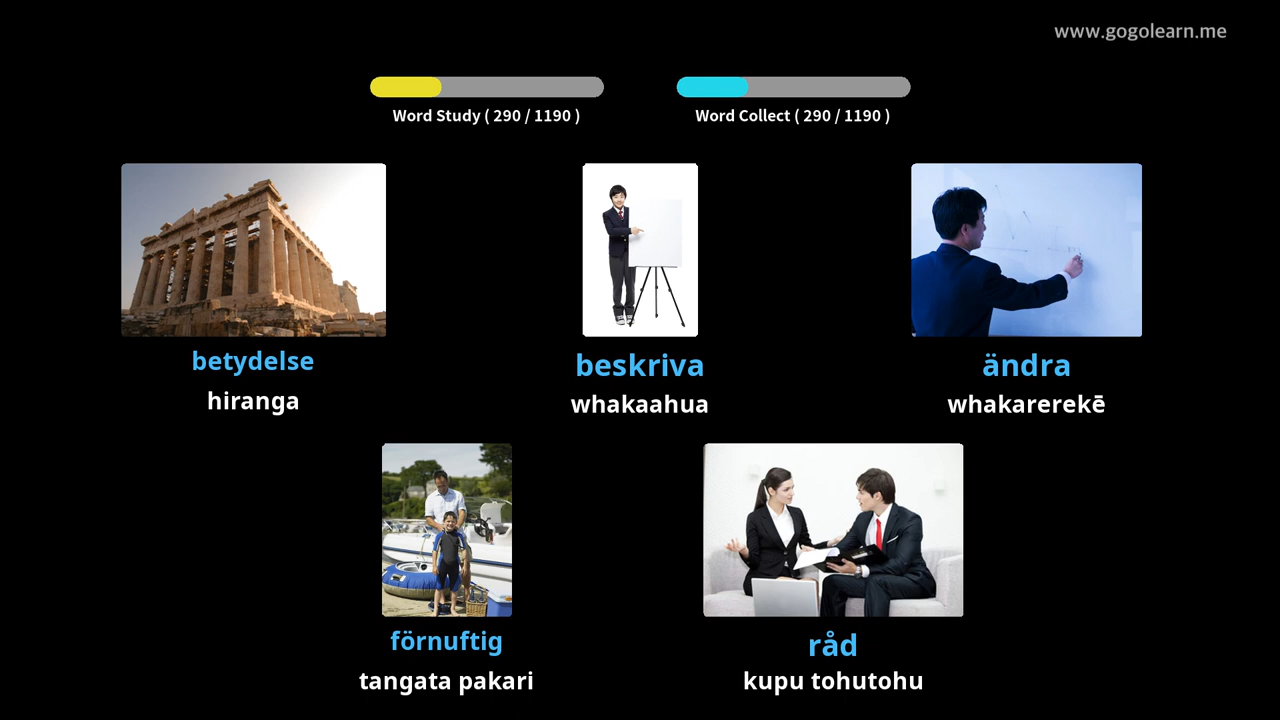 www.gogolearn.me
Word Study ( 290 / 1190 )
Word Collect ( 290 / 1190 )
betydelse
hiranga
beskriva
whakaahua
ändra
whakarerekē
förnuftig
tangata pakari
råd
kupu tohutohu